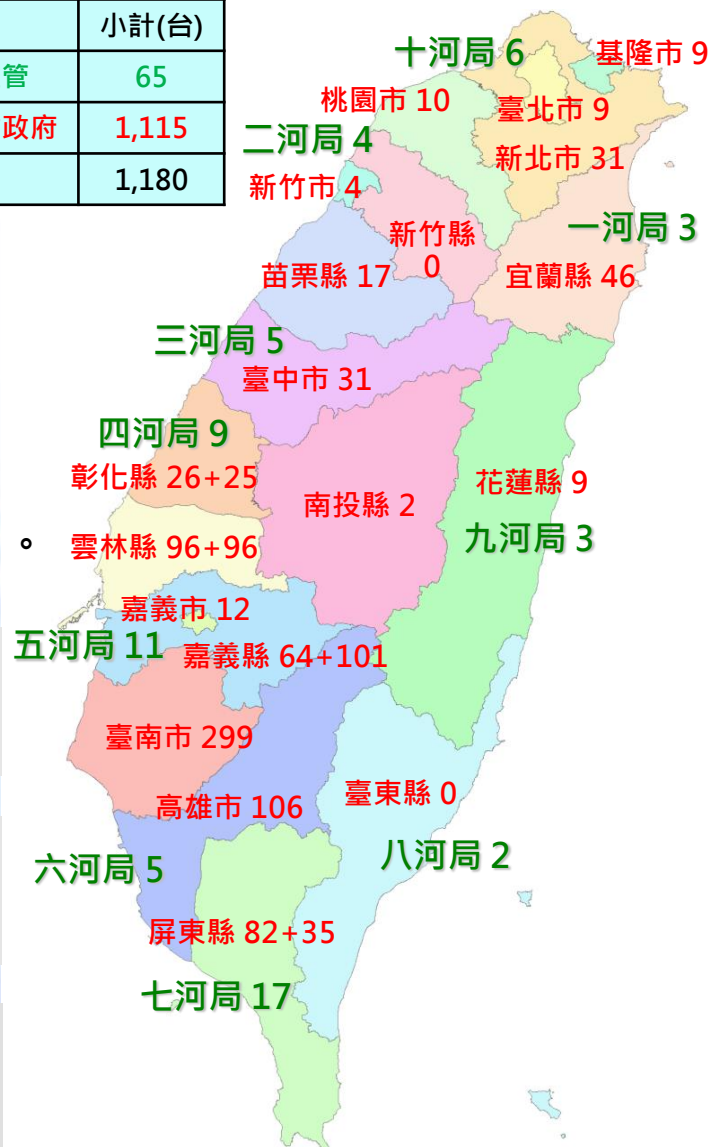 小計(台)
管 65
政府 1,115
1,180
十河局 6
基隆市 9
桃園市 10
臺北市 9
二河局 4
新北市 31
新竹市 4
一河局 3
新竹縣
0
苗栗縣 17
宜蘭縣 46
三河局 5
臺中市 31
四河局 9
彰化縣 26+25
南投縣 2
花蓮縣 9
九河局 3
。
雲林縣 96+96
嘉義市 12
五河局 11
嘉義縣 64+101
臺南市 299
臺東縣 0
高雄市 106
八河局 2
六河局 5
屏東縣 82+35
七河局 17